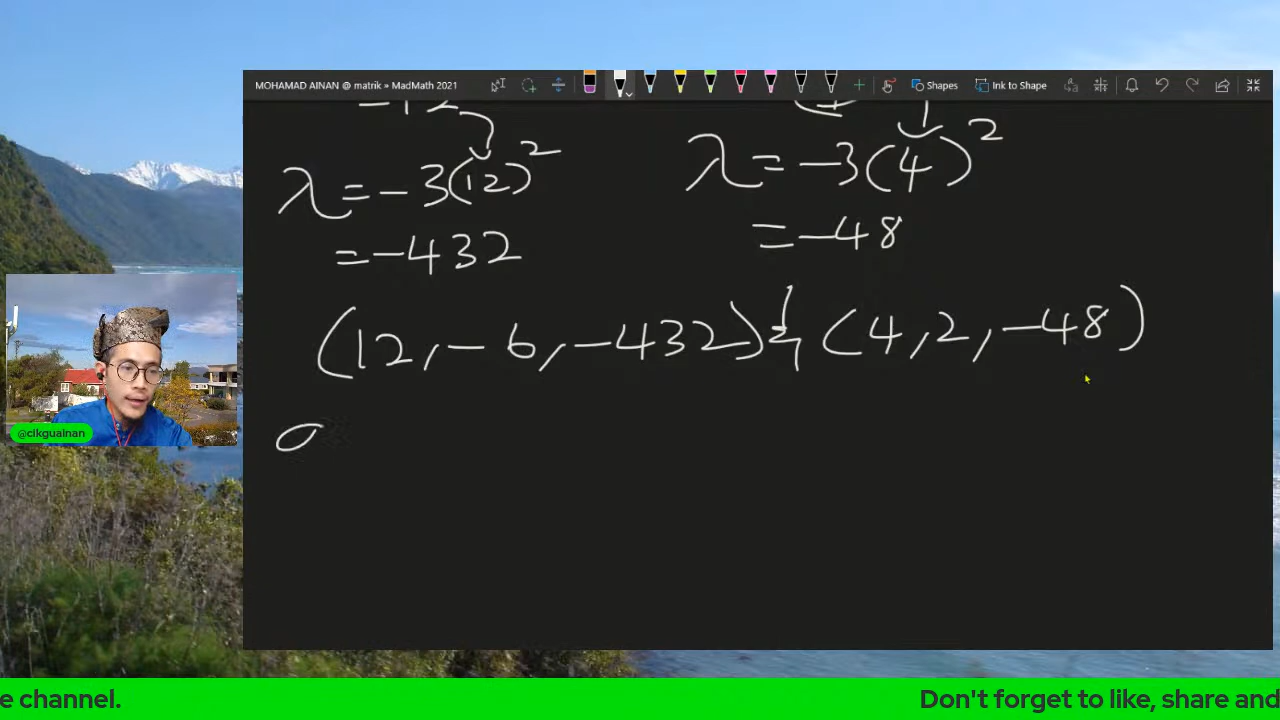 MOHAMAD AINAN @ matrik » MadMath 2021
Shapes
Ink to Shape
-12
λ = -3(12)²
= -432
λ = -3(4)²
= -48
(12, -6, -432) & (4, 2, -48)
@cikguainan
e channel.
Don't forget to like, share and